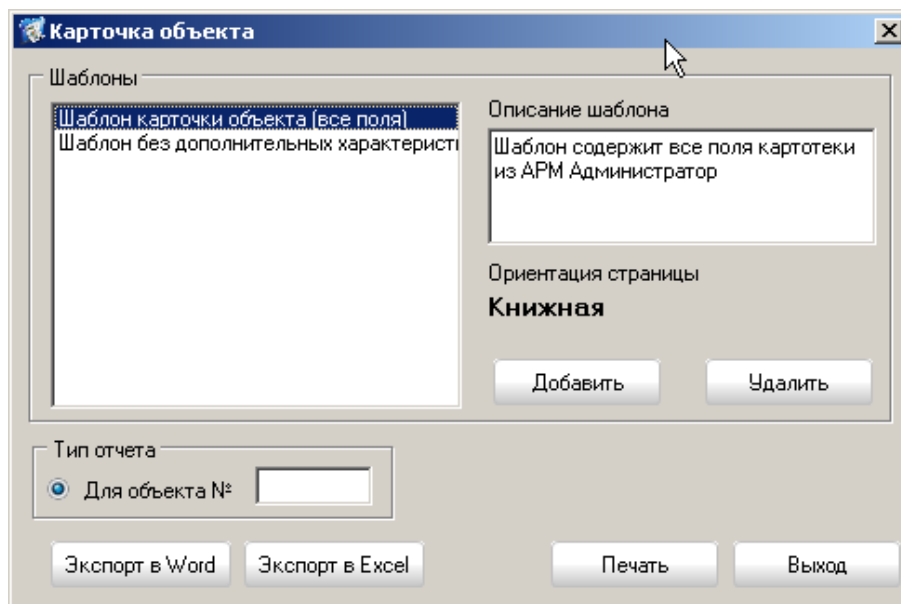 Карточка объекта
Шаблоны
Шаблон карточки объекта (все поля)
Шаблон без дополнительных характеристи
Описание шаблона
Шаблон содержит все поля картотеки
из АРМ Администратор
Ориентация страницы
Книжная
Добавить
Удалить
Тип отчета
Для объекта №
Экспорт в Word
Экспорт в Excel
Печать
Выход